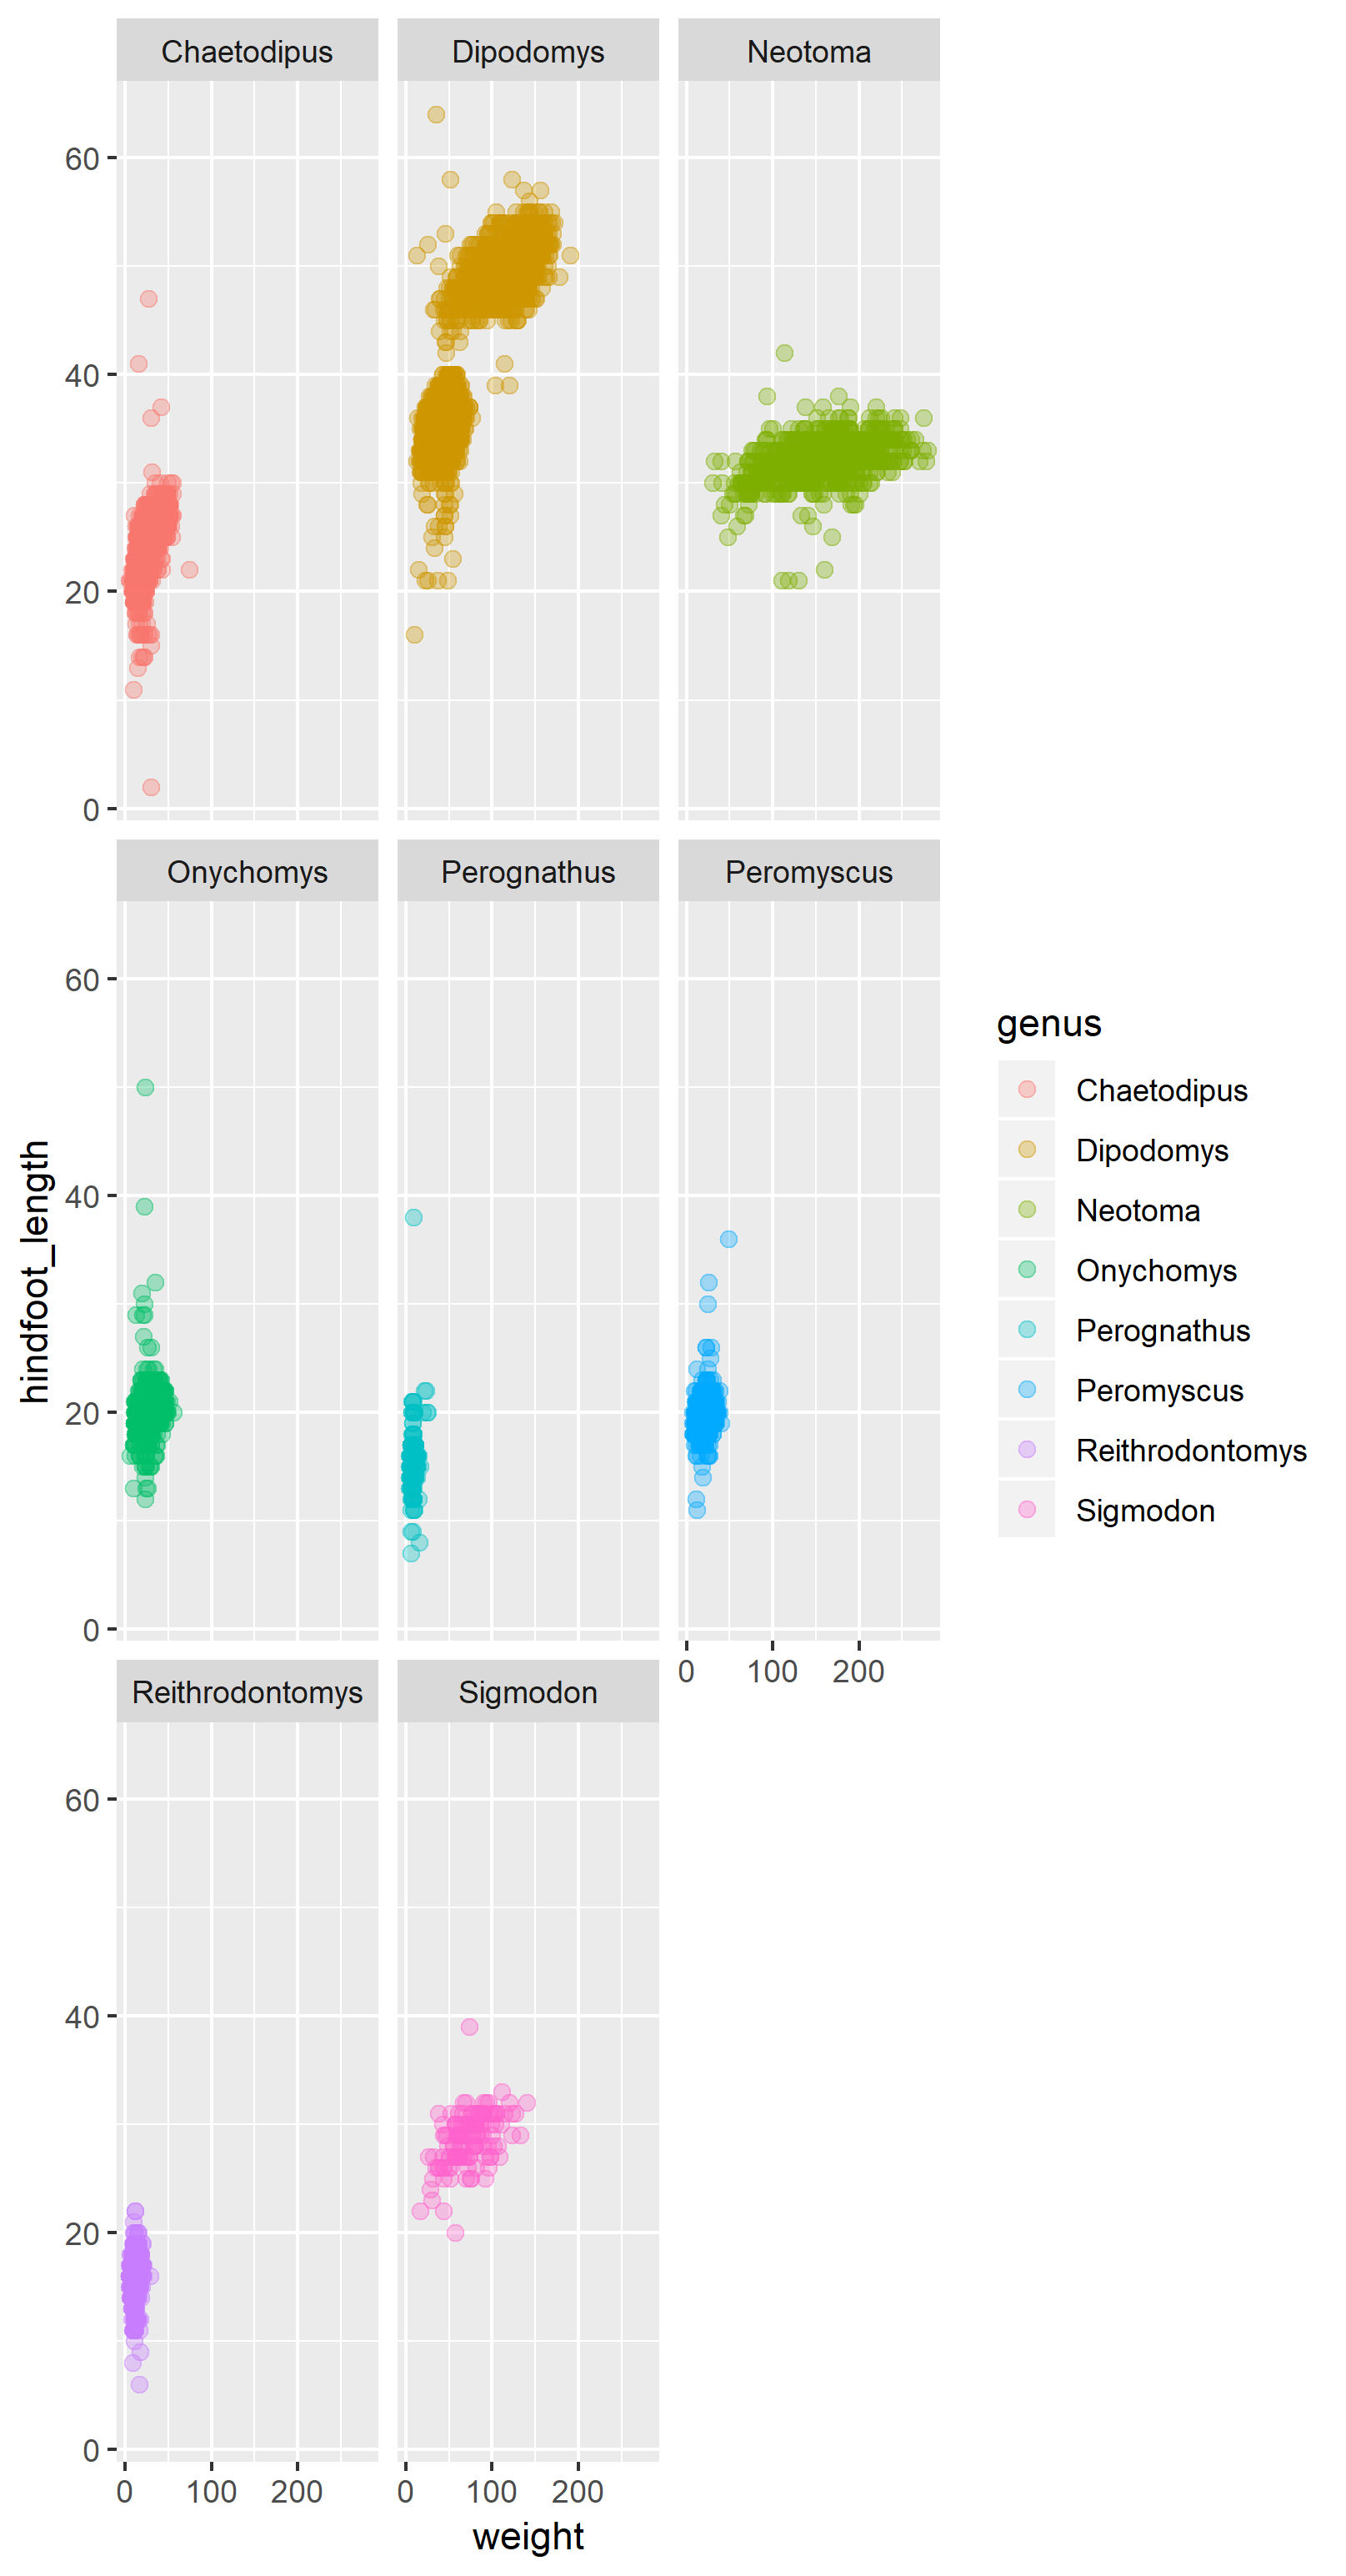 Chaetodipus Dipodomys Neotoma
60
40
20
0
Onychomys Perognathus Peromyscus
60
40
20
0
0 100 200
hindfoot_length
genus
Chaetodipus
Dipodomys
Neotoma
Onychomys
Perognathus
Peromyscus
Reithrodontomys
Sigmodon
Reithrodontomys Sigmodon
60
40
20
0
0 100 200 0 100 200
weight